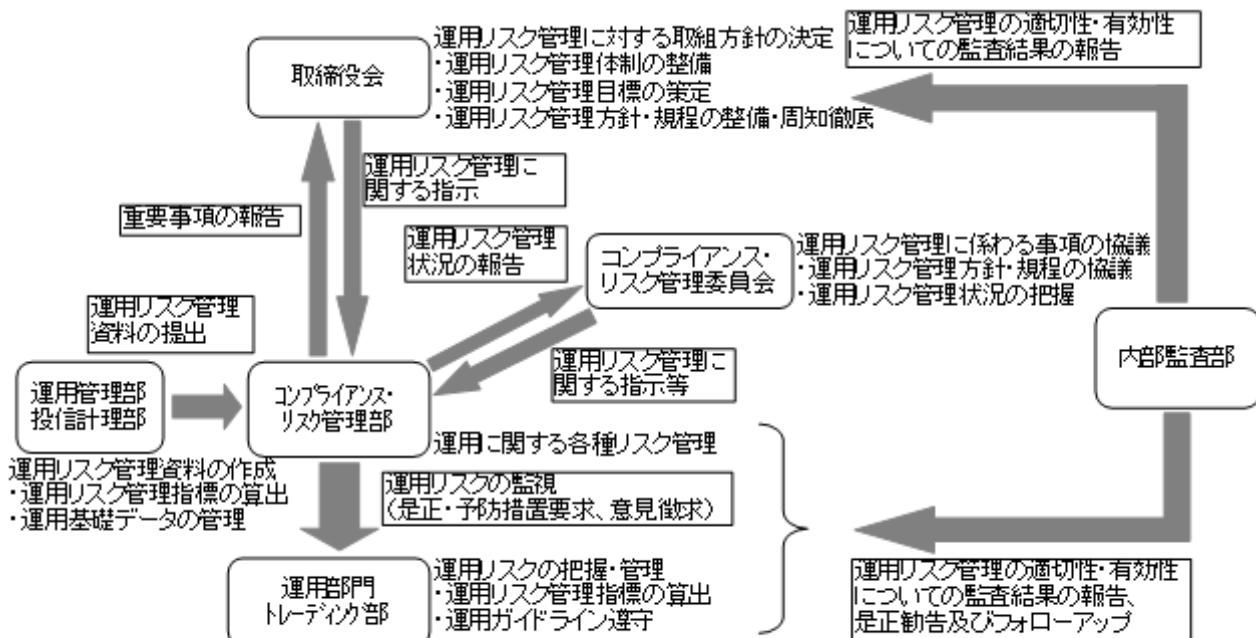 運用リスク管理に対する取組方針の決定
・運用リスク管理体制の整備
・運用リスク管理目標の策定
・運用リスク管理方針・規程の整備・周知徹底
取締役会
運用リスク管理の適切性・有効性
についての監査結果の報告
運用リスク管理に
関する指示
重要事項の報告
運用リスク管理
状況の報告
コンプライアンス・
リスク管理委員会
運用リスク管理に係わる事項の協議
・運用リスク管理方針・規程の協議
・運用リスク管理状況の把握
運用リスク管理
資料の提出
運用リスク管理に
関する指示等
内部監査部
運用管理部
投信計理部
コンプライアンス・
リスク管理部
運用に関する各種リスク管理
運用リスク管理資料の作成
・運用リスク管理指標の算出
・運用基礎データの管理
運用リスクの監視
(是正・予防措置要求、意見徴求)
運用部門
トレーディング部
運用リスクの把握・管理
・運用リスク管理指標の算出
・運用ガイドライン遵守
運用リスク管理の適切性・有効性
についての監査結果の報告、
是正勧告及びフォローアップ